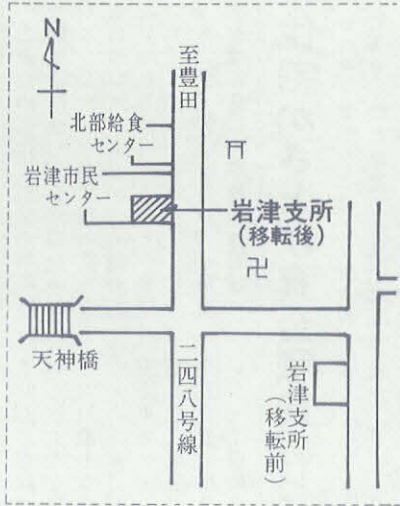 N
至豊田
北部給食
センター
岩津市民
センター
岩津支所
(移転後)
天神橋
二四八号線
岩津支所
(移転前)